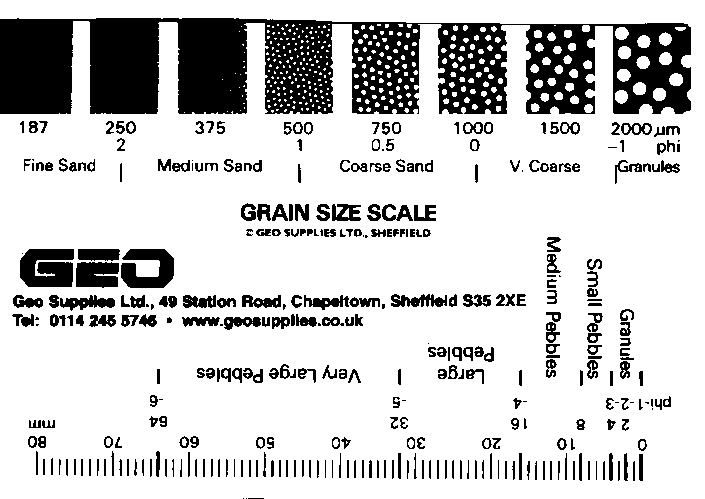 187 250 375 500 750 1000 1500 2000 µm
2 1 0.5 0 -1 phi
Fine Sand Medium Sand Coarse Sand V. Coarse Granules
GRAIN SIZE SCALE
© GEO SUPPLIES LTD., SHEFFIELD
GEO
Geo Supplies Ltd., 49 Station Road, Chapeltown, Sheffield S35 2XE
Tel: 0114 245 5746 • www.geosupplies.co.uk
Medium Pebbles
Small Pebbles
Granules
Large
Pebbles
Very Large Pebbles
phi -1 -2 -3 -4 -5 -6
2 4 8 16 32 64
mm
0 10 20 30 40 50 60 70 80